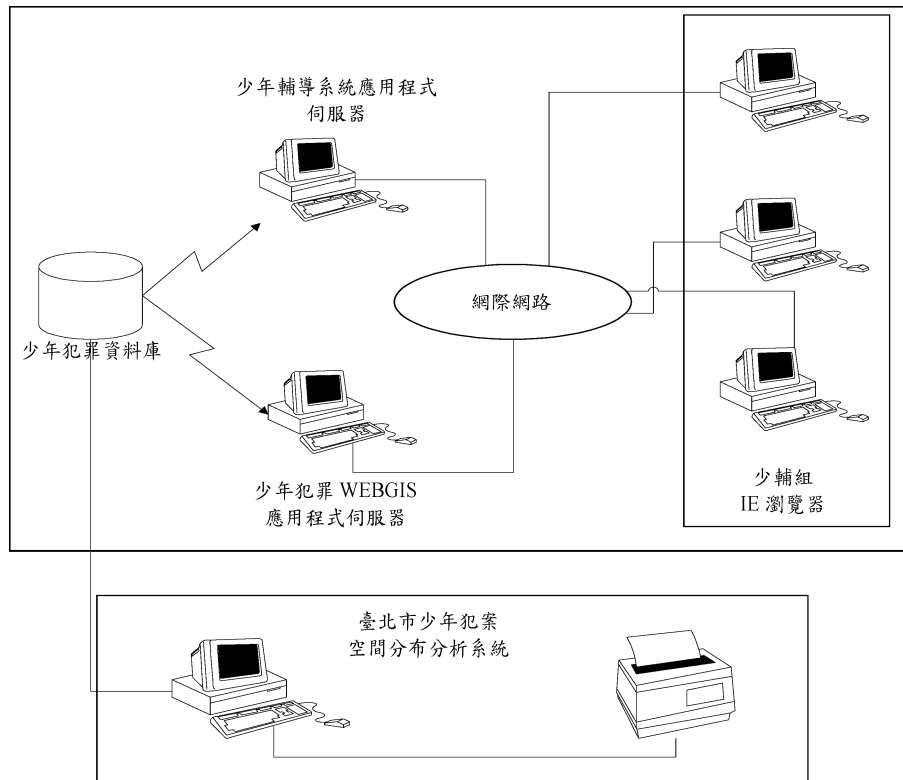 少年輔導系統應用程式
伺服器
網際網路
少年犯罪資料庫
少年犯罪 WEBGIS
應用程式伺服器
少輔組
IE 瀏覽器
臺北市少年犯案
空間分布分析系統